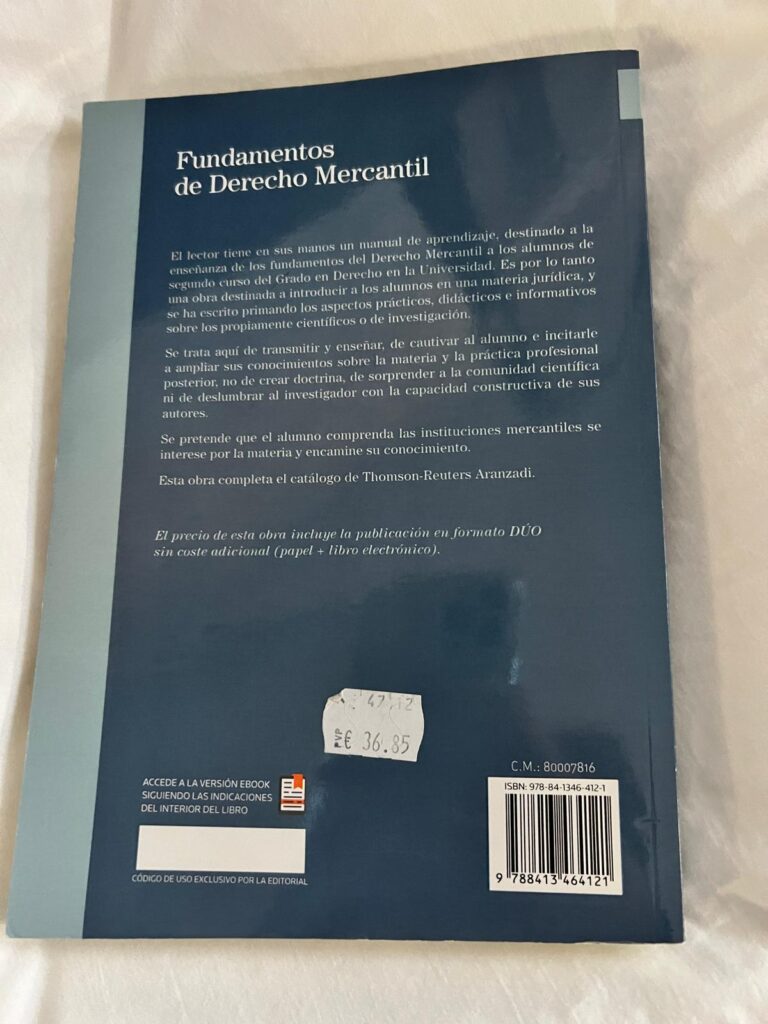 Fundamentos
de Derecho Mercantil
El lector tiene en sus manos un manual de aprendizaje, destinado a la
enseñanza de los fundamentos del Derecho Mercantil a los alumnos de
segundo curso del Grado en Derecho en la Universidad. Es por lo tanto
una obra destinada a introducir a los alumnos en una materia jurídica, y
se ha escrito primando los aspectos prácticos, didácticos e informativos
sobre los propiamente científicos o de investigación.
Se trata aquí de transmitir y enseñar, de cautivar al alumno e incitarle
a ampliar sus conocimientos sobre la materia y la práctica profesional
posterior, no de crear doctrina, de sorprender a la comunidad científica
ni de deslumbrar al investigador con la capacidad constructiva de sus
autores.
Se pretende que el alumno comprenda las instituciones mercantiles se
interese por la materia y encamine su conocimiento.
Esta obra completa el catálogo de Thomson-Reuters Aranzadi.
El precio de esta obra incluye la publicación en formato DÚO
sin coste adicional (papel + libro electrónico).
PVP € 36.85
ACCEDE A LA VERSIÓN EBOOK
SIGUIENDO LAS INDICACIONES
DEL INTERIOR DEL LIBRO
CÓDIGO DE USO EXCLUSIVO POR LA EDITORIAL
C.M.: 80007816
ISBN: 978-84-1346-412-1
9 788413 464121